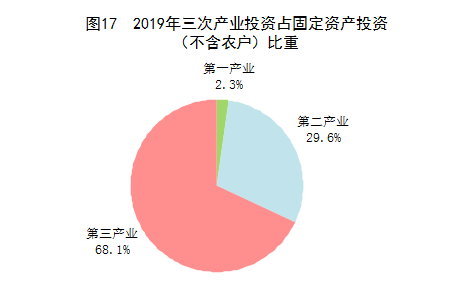 图17  2019年三次产业投资占固定资产投资
（不含农户）比重
第一产业
2.3%
第二产业
29.6%
第三产业
68.1%